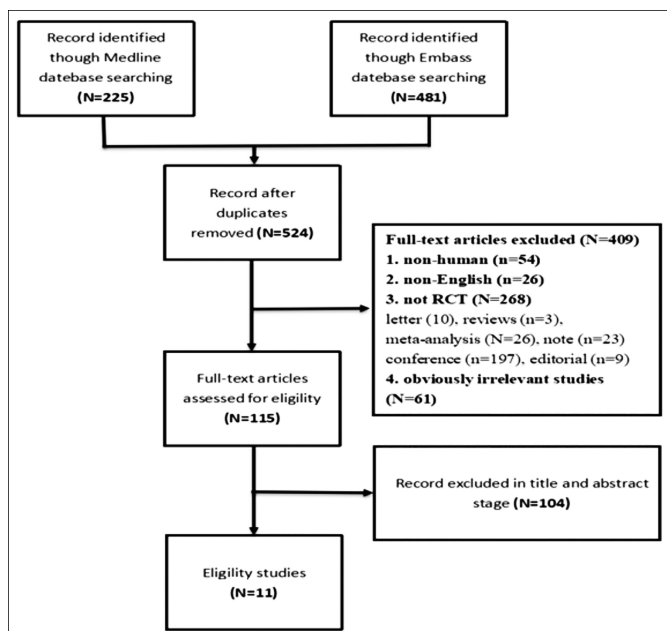 Record identified
though Medline
datebase searching
(N=225)
Record identified
though Embass
datebase searching
(N=481)
Record after
duplicates
removed (N=524)
Full-text articles excluded (N=409)
1. non-human (n=54)
2. non-English (n=26)
3. not RCT (N=268)
letter (10), reviews (n=3),
meta-analysis (N=26), note (n=23)
conference (n=197), editorial (n=9)
4. obviously irrelevant studies
(N=61)
Full-text articles
assessed for eligibility
(N=115)
Record excluded in title and abstract
stage (N=104)
Eligibility studies
(N=11)